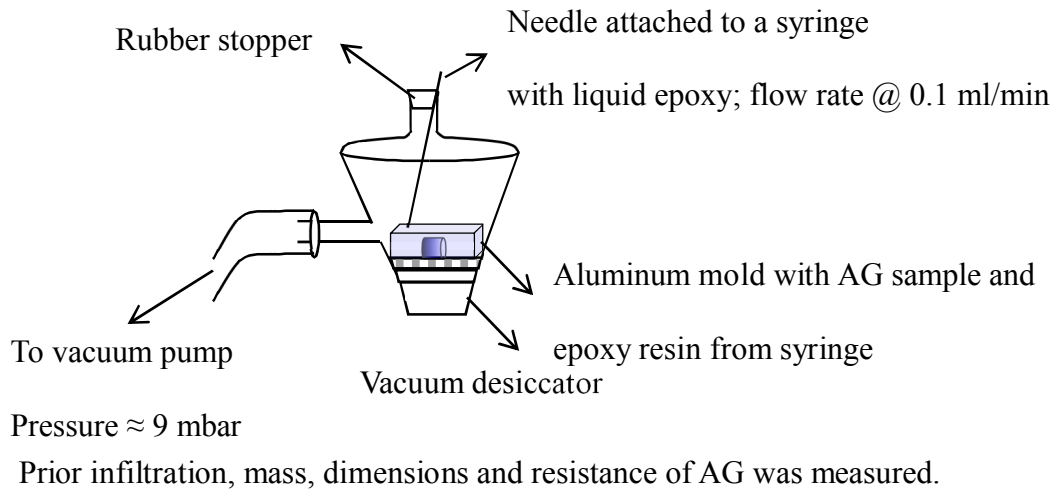 Rubber stopper
Needle attached to a syringe
with liquid epoxy; flow rate @ 0.1 ml/min
Aluminum mold with AG sample and
epoxy resin from syringe
To vacuum pump
Vacuum desiccator
Pressure ≈ 9 mbar
Prior infiltration, mass, dimensions and resistance of AG was measured.